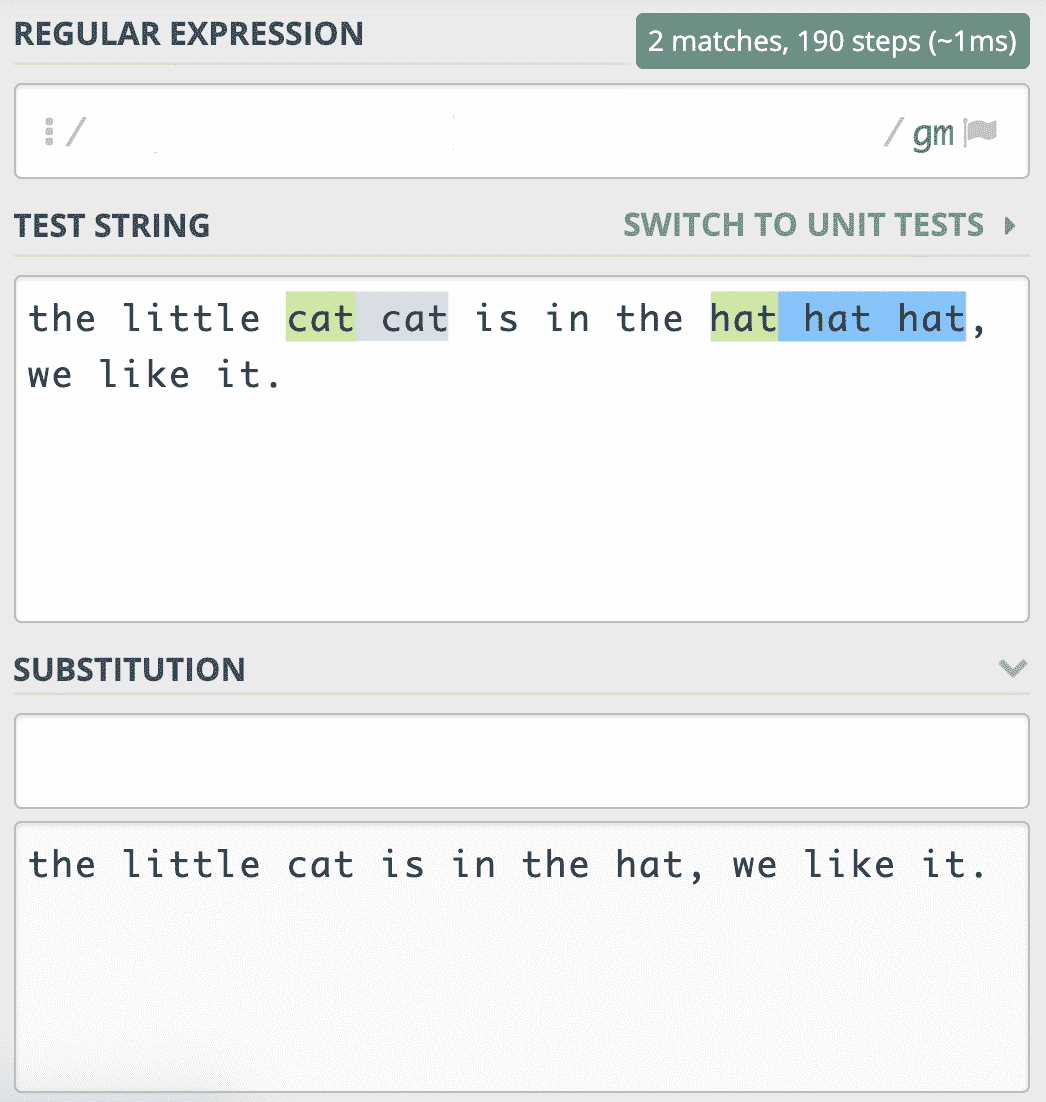 REGULAR EXPRESSION
2 matches, 190 steps (~1ms)
/ / gm
TEST STRING
SWITCH TO UNIT TESTS
the little cat cat is in the hat hat hat,
we like it.
SUBSTITUTION
the little cat is in the hat, we like it.